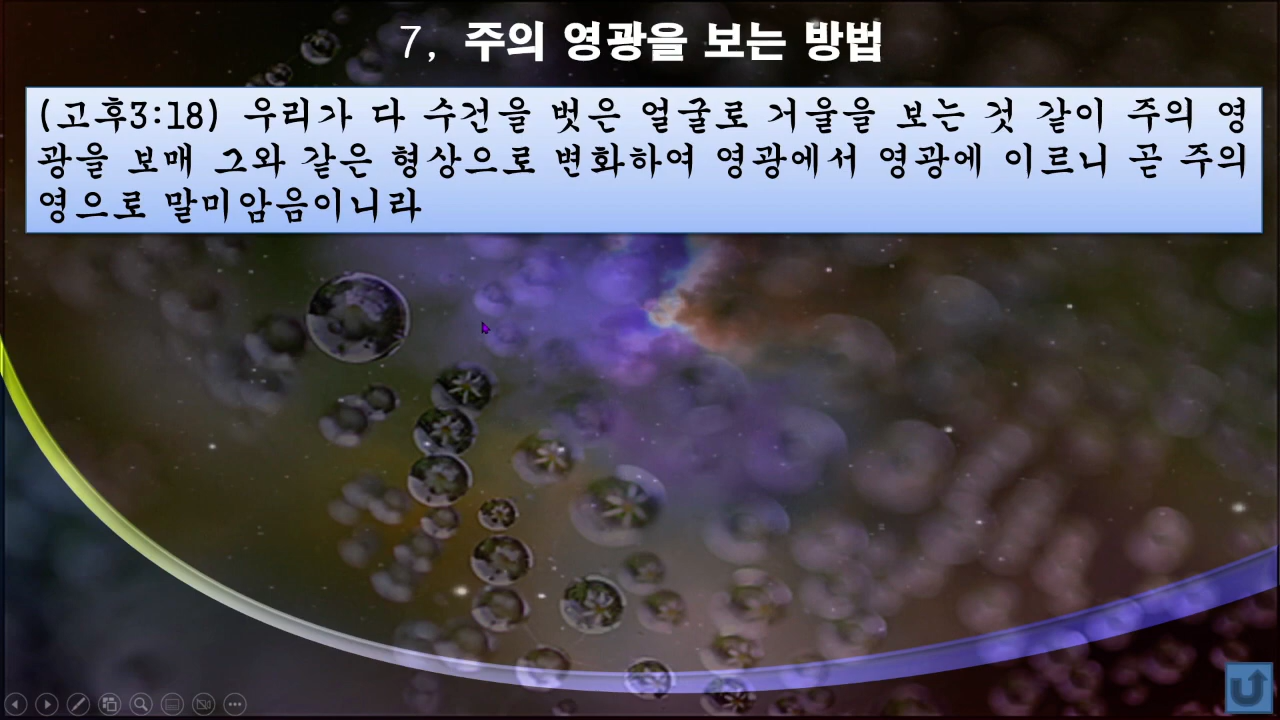 7, 주의 영광을 보는 방법
(고후3:18) 우리가 다 수건을 벗은 얼굴로 거울을 보는 것 같이 주의 영
광을 보매 그와 같은 형상으로 변화하여 영광에서 영광에 이르니 곧 주의
영으로 말미암음이니라